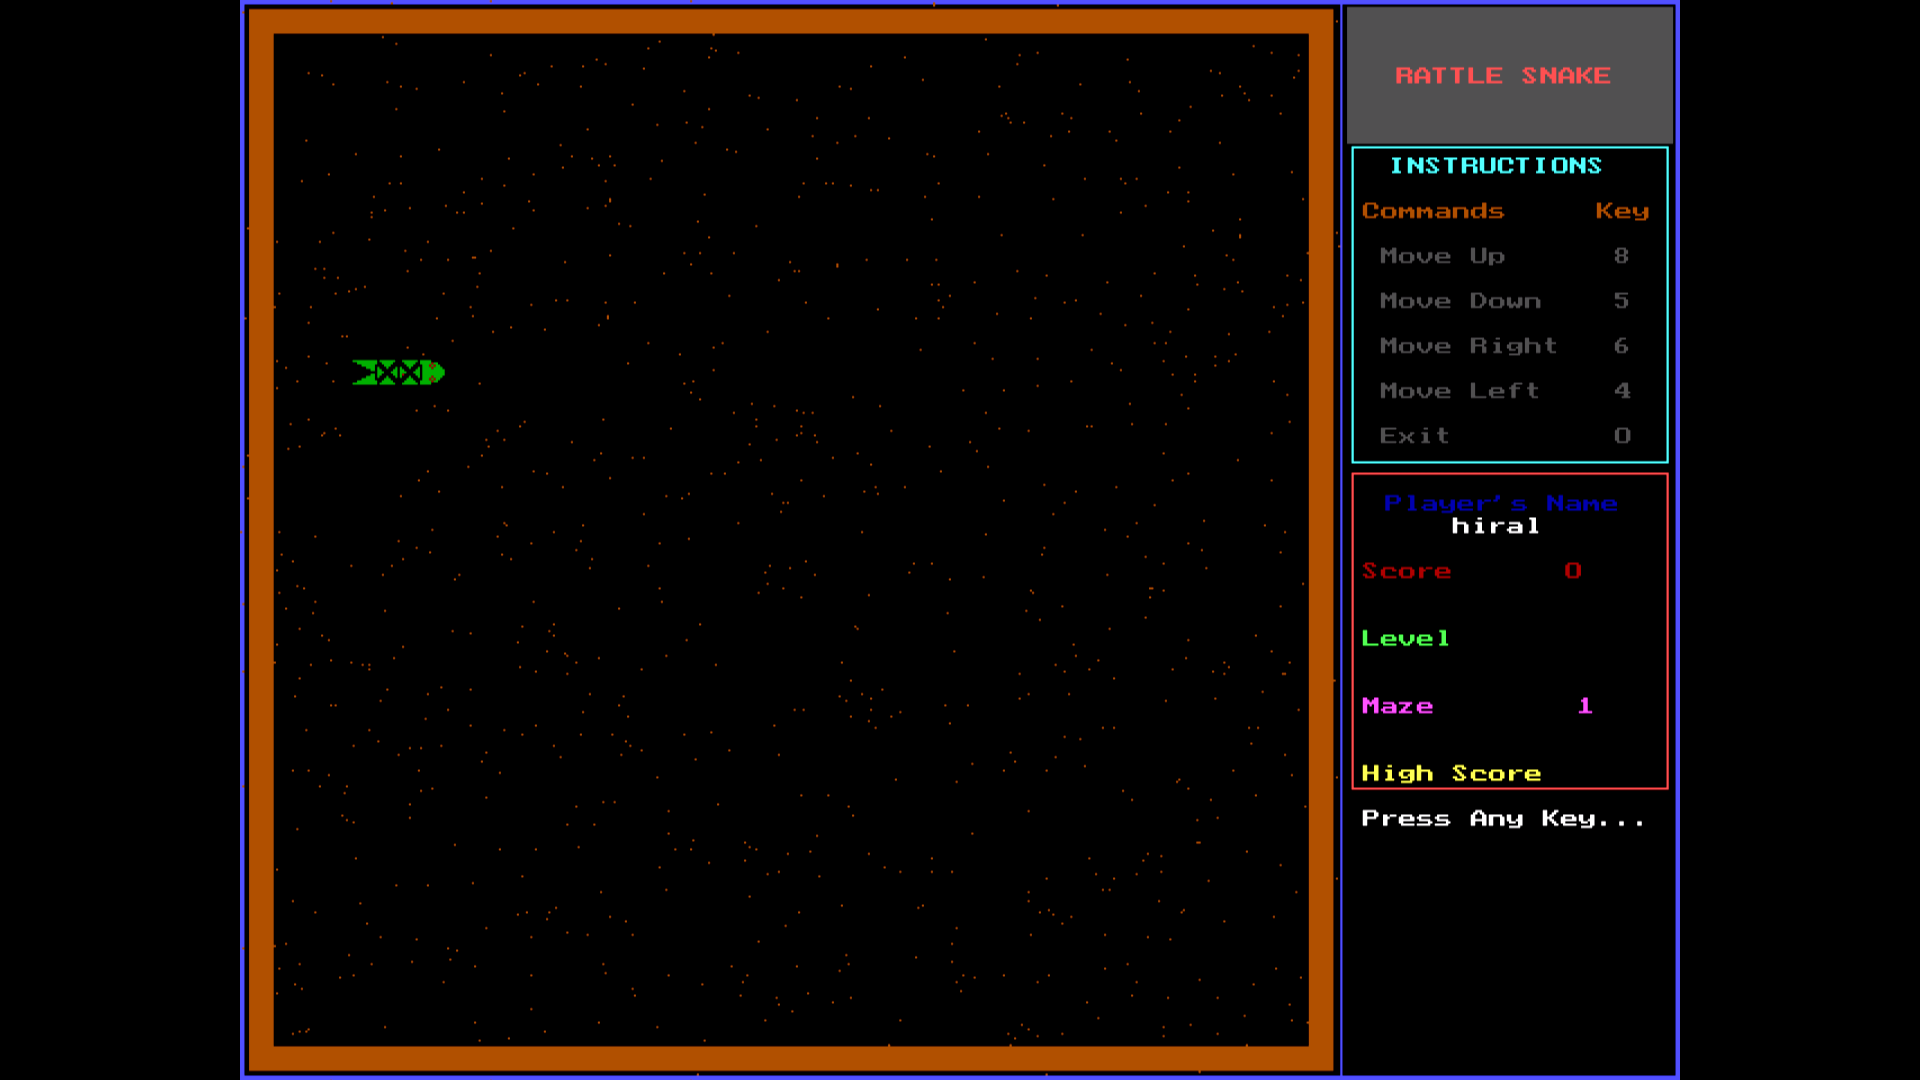 RATTLE SNAKE
INSTRUCTIONS
Commands Key
Move Up 8
Move Down 5
Move Right 6
Move Left 4
Exit 0
Player's Name
hiral
Score 0
Level
Maze 1
High Score
Press Any Key...